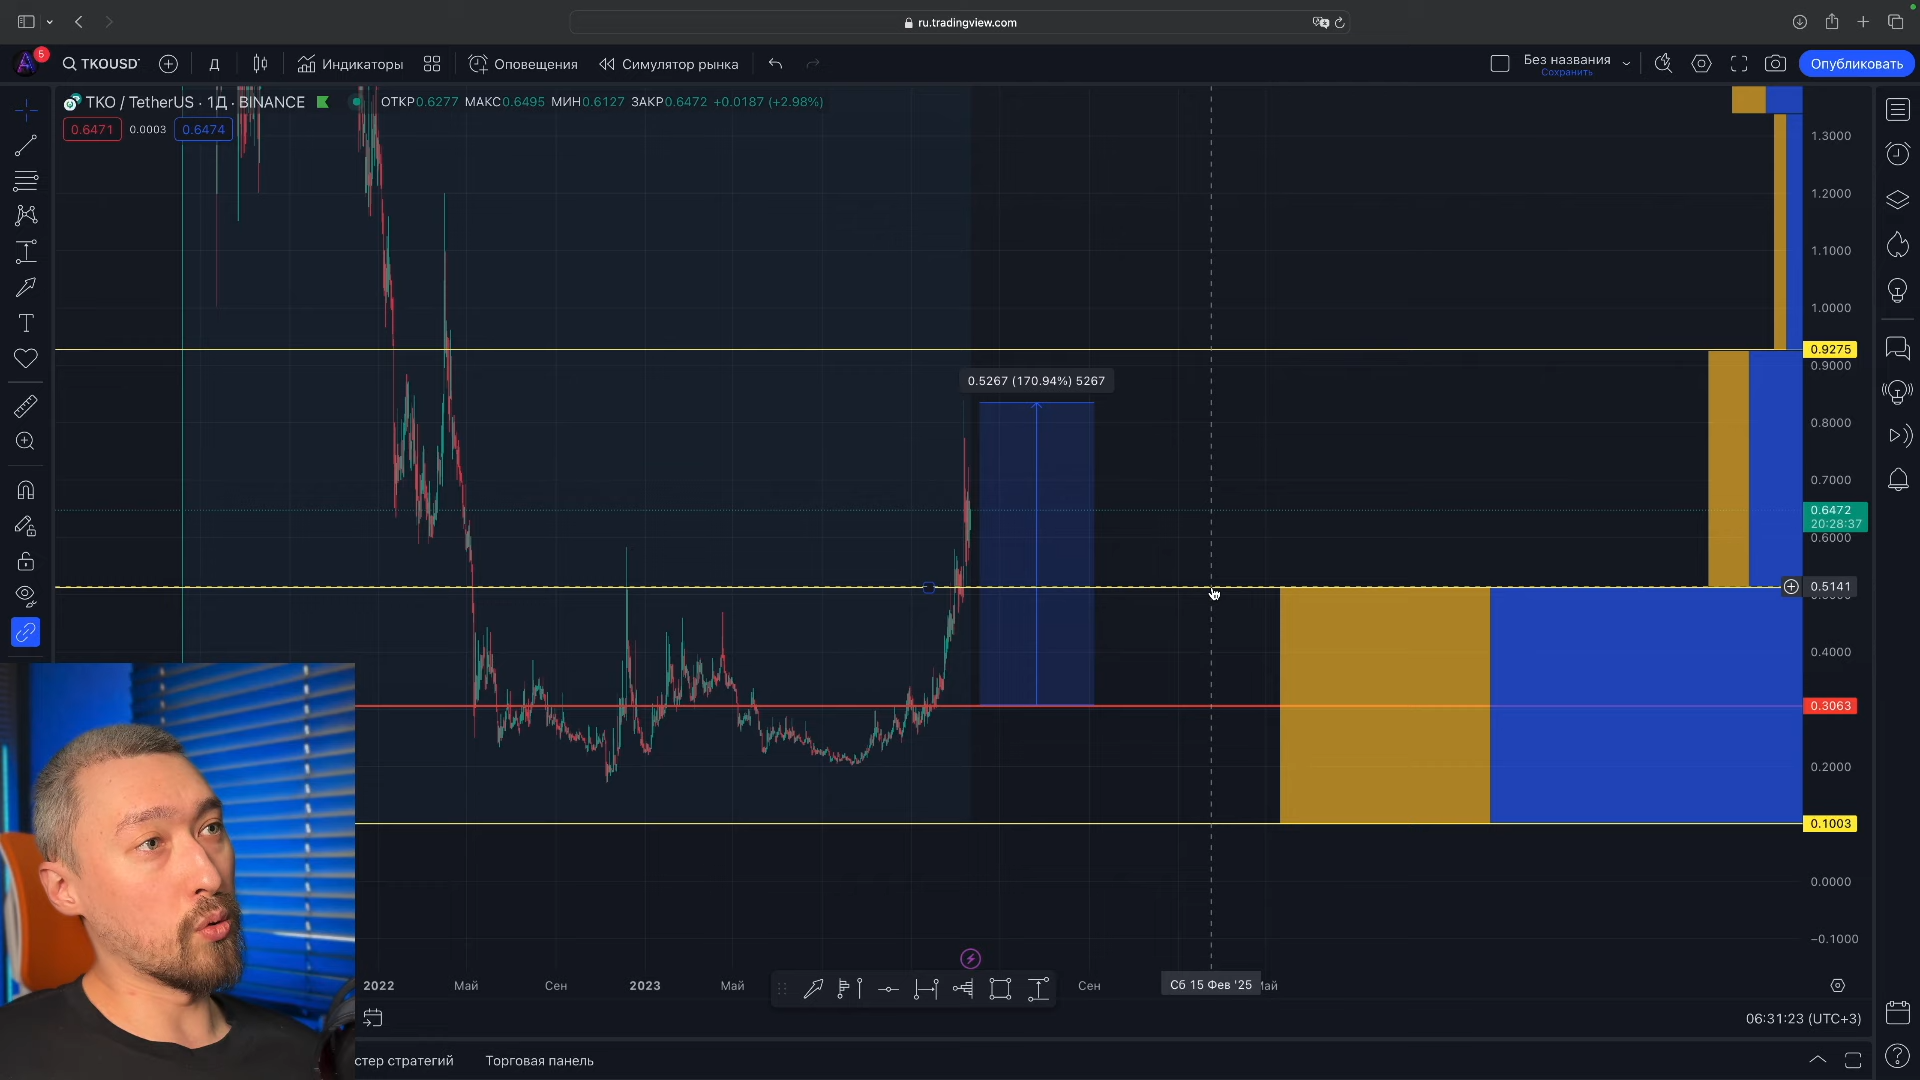 ru.tradingview.com
5
TKOUSD
Д
Индикаторы
Оповещения
Симулятор рынка
Без названия
Сохранить
Опубликовать
TKO / TetherUS · 1Д · BINANCE
ОТКР0.6277 МАКС0.6495 МИН0.6127 ЗАКР0.6472 +0.0187 (+2.98%)
0.6471
0.0003
0.6474
1.3000
1.2000
1.1000
1.0000
0.9275
0.9000
0.5267 (170.94%) 5267
0.8000
0.7000
0.6472
20:28:37
0.6000
0.5141
0.4000
0.3063
0.2000
0.1003
0.0000
−0.1000
2022
Май
Сен
2023
Май
Сен
Сб 15 Фев '25
06:31:23 (UTC+3)
стер стратегий
Торговая панель